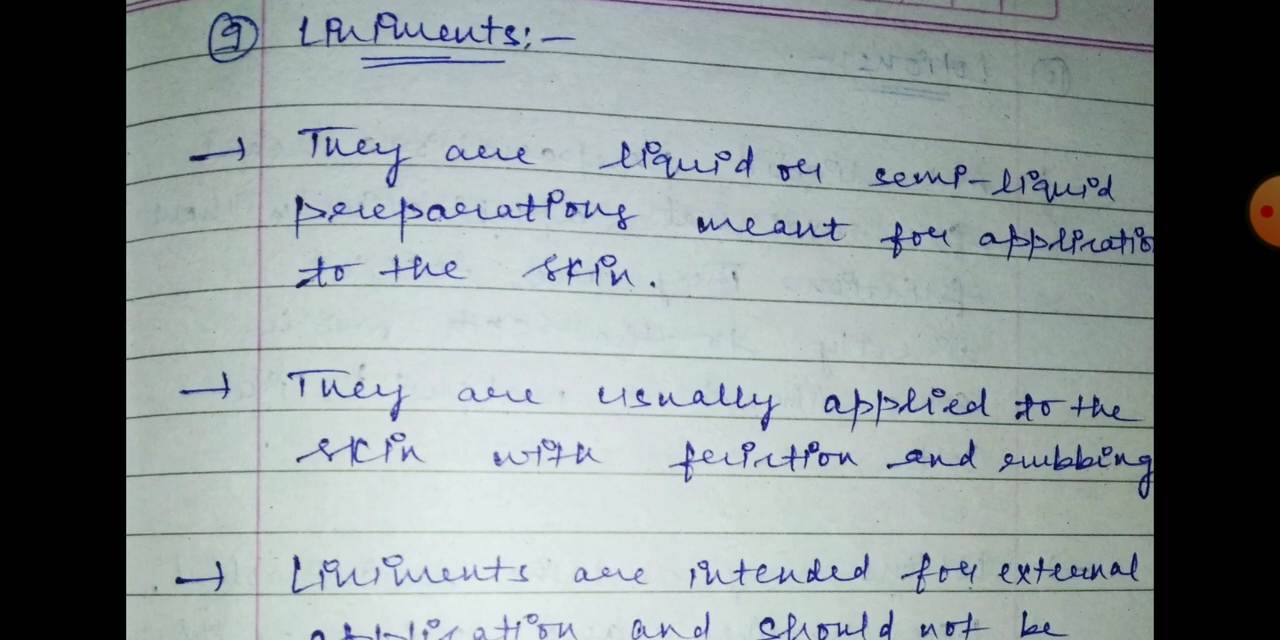 9 Liniments:-
→ They are liquid or semi-liquid
preparations meant for applicatio
to the skin.
→ They are usually applied to the
skin with friction and rubbing
→ Liniments are intended for external
application and should not be